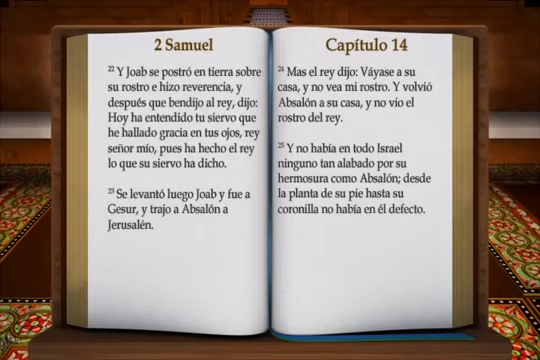 2 Samuel
22 Y Joab se postró en tierra sobre
su rostro e hizo reverencia, y
después que bendijo al rey, dijo:
Hoy ha entendido tu siervo que
he hallado gracia en tus ojos, rey
señor mío, pues ha hecho el rey
lo que su siervo ha dicho.
23 Se levantó luego Joab y fue a
Gesur, y trajo a Absalón a
Jerusalén.
Capítulo 14
24 Mas el rey dijo: Váyase a su
casa, y no vea mi rostro. Y volvió
Absalón a su casa, y no vio el
rostro del rey.
25 Y no había en todo Israel
ninguno tan alabado por su
hermosura como Absalón; desde
la planta de su pie hasta su
coronilla no había en él defecto.